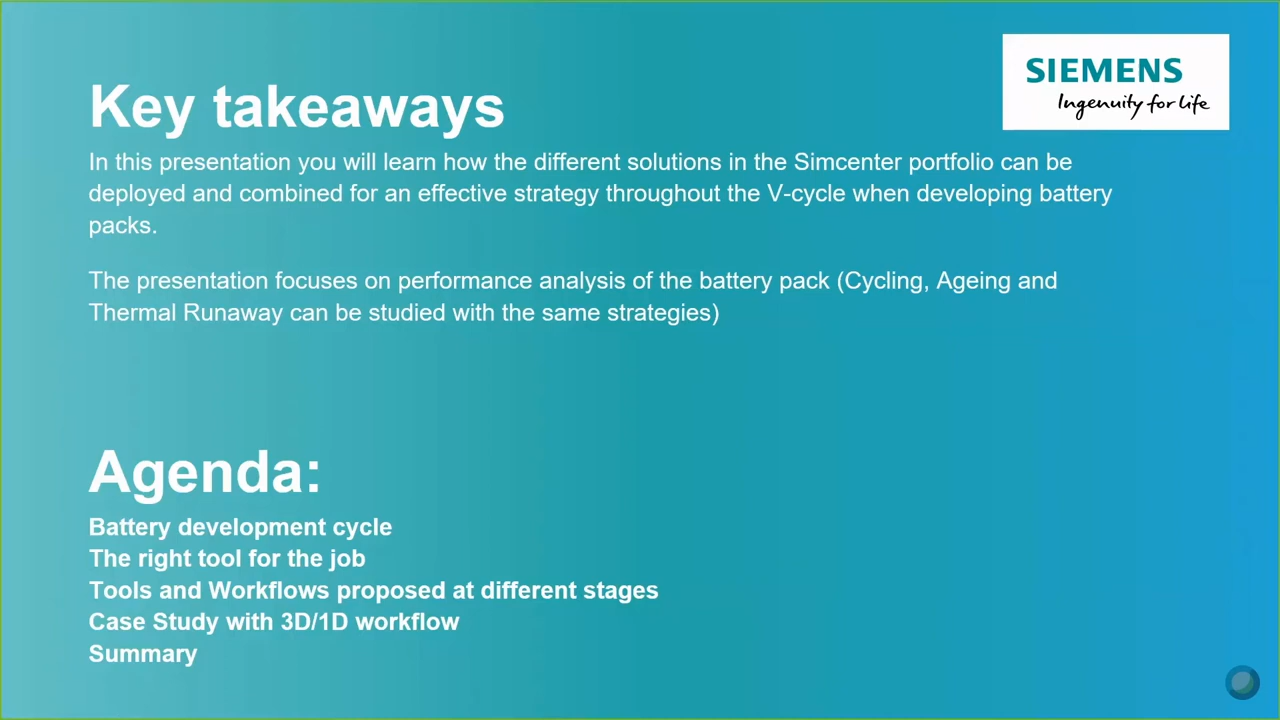 SIEMENS
Ingenuity for life
Key takeaways
In this presentation you will learn how the different solutions in the Simcenter portfolio can be
deployed and combined for an effective strategy throughout the V-cycle when developing battery
packs.
The presentation focuses on performance analysis of the battery pack (Cycling, Ageing and
Thermal Runaway can be studied with the same strategies)
Agenda:
Battery development cycle
The right tool for the job
Tools and Workflows proposed at different stages
Case Study with 3D/1D workflow
Summary